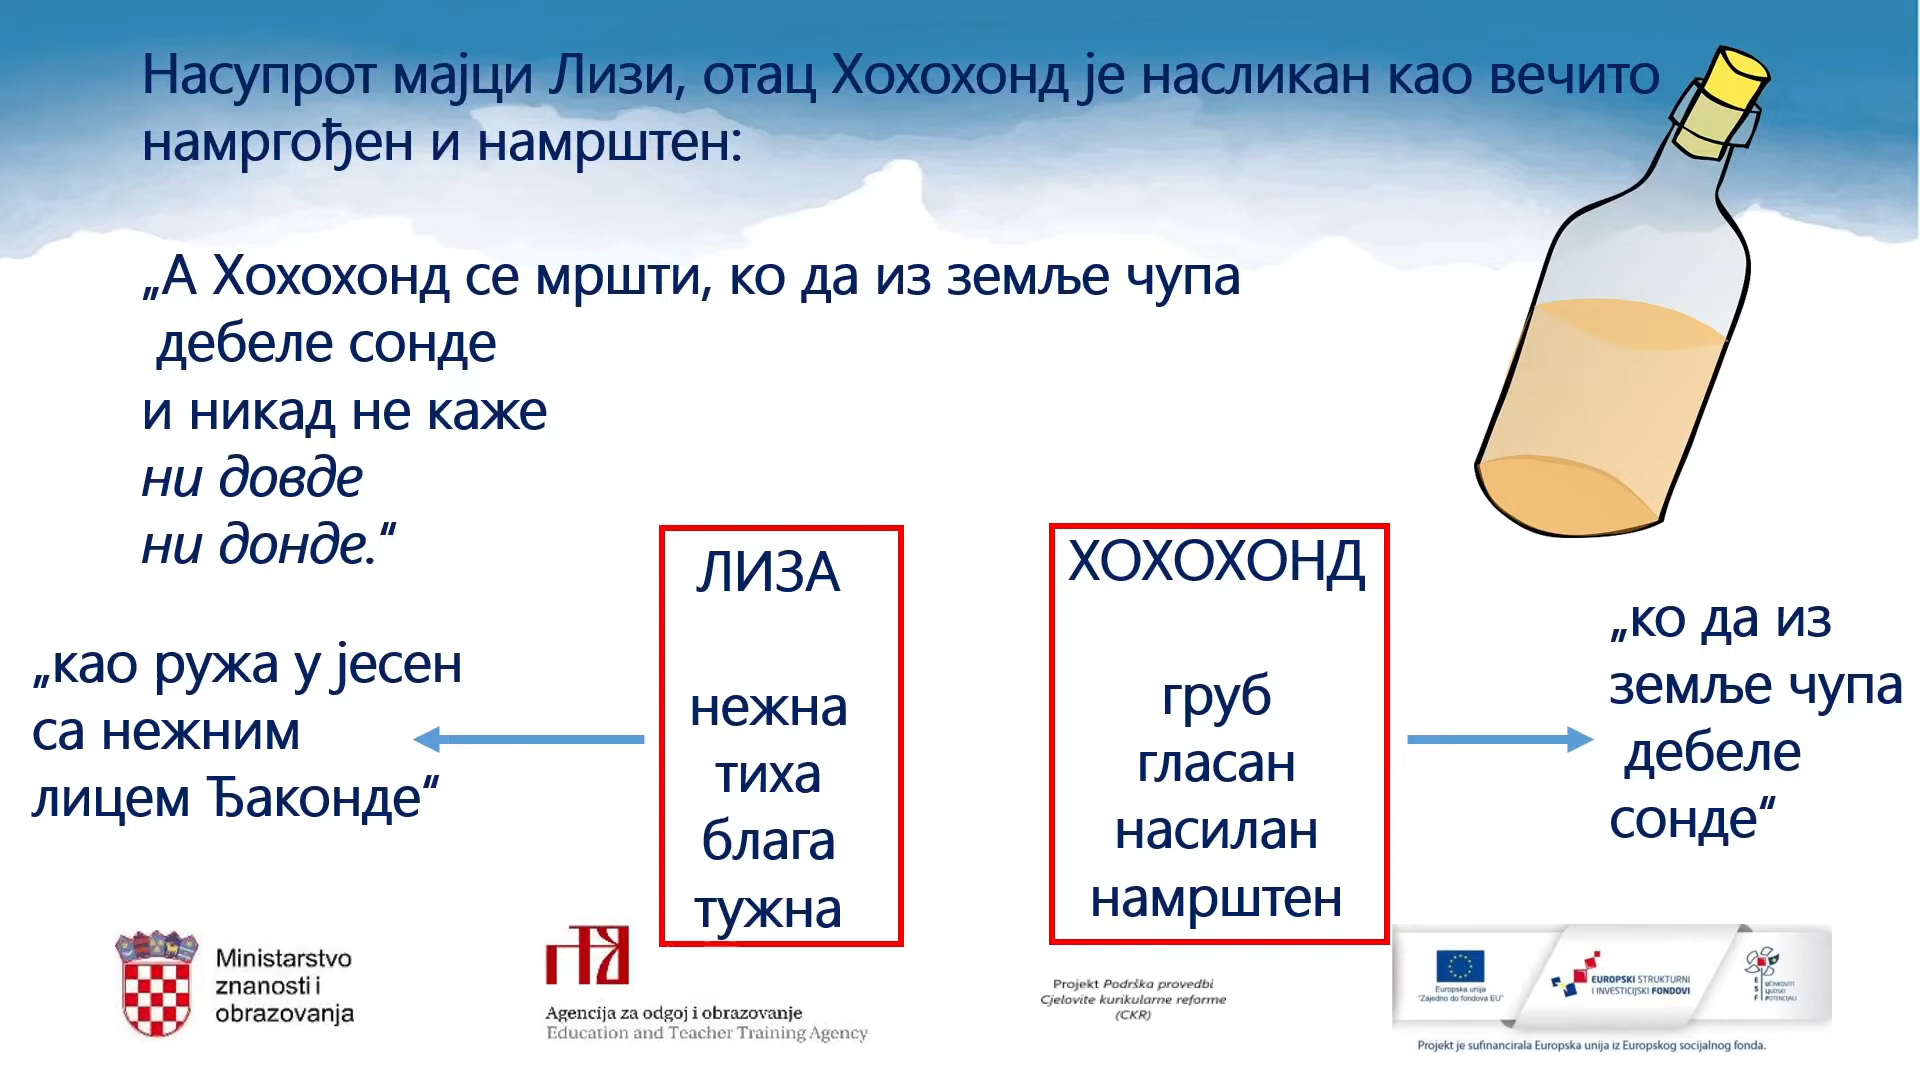 Насупрот мајци Лизи, отац Хохохонд је насликан као вечито
намргођен и намрштен:
„А Хохохонд се мршти, ко да из земље чупа
дебеле сонде
и никад не каже
ни довде
ни донде.“
„као ружа у јесен
са нежним
лицем Ђаконде“
ЛИЗА
нежна
тиха
блага
тужна
ХОХОХОНД
груб
гласан
насилан
намрштен
„ко да из
земље чупа
дебеле
сонде“
Ministarstvo
znanosti i
obrazovanja
Agencija za odgoj i obrazovanje
Education and Teacher Training Agency
Projekt Podrška provedbi
Cjelovite kurikularne reforme
(CKR)
Europska unija
"Zajedno do fondova EU"
EUROPSKI STRUKTURNI
I INVESTICIJSKI FONDOVI
ESF
UČINKOVITI
LJUDSKI
POTENCIJALI
Projekt je sufinancirala Europska unija iz Europskog socijalnog fonda.